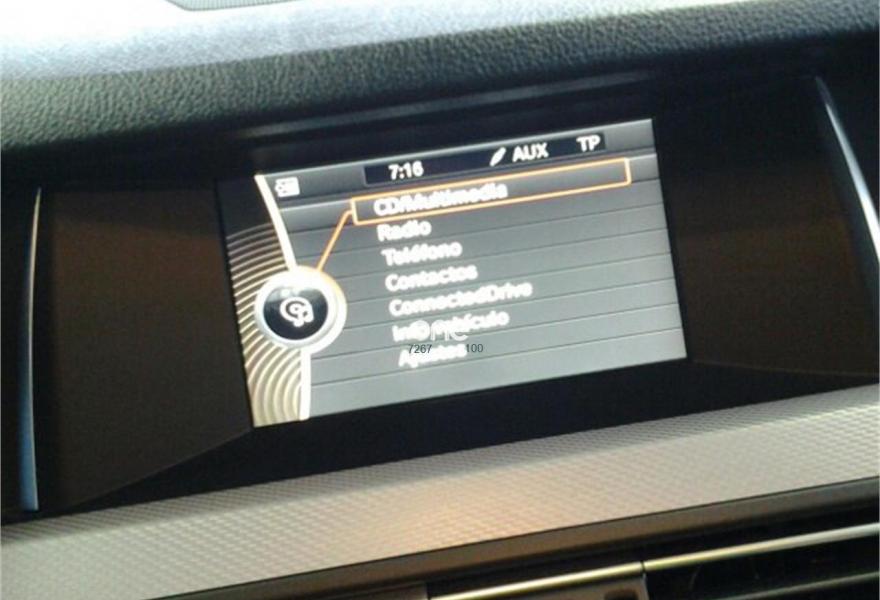 7:16 AUX TP
CD/Multimedia
Radio
Teléfono
Contactos
ConnectedDrive
Info vehículo
Ajustes
7267 100